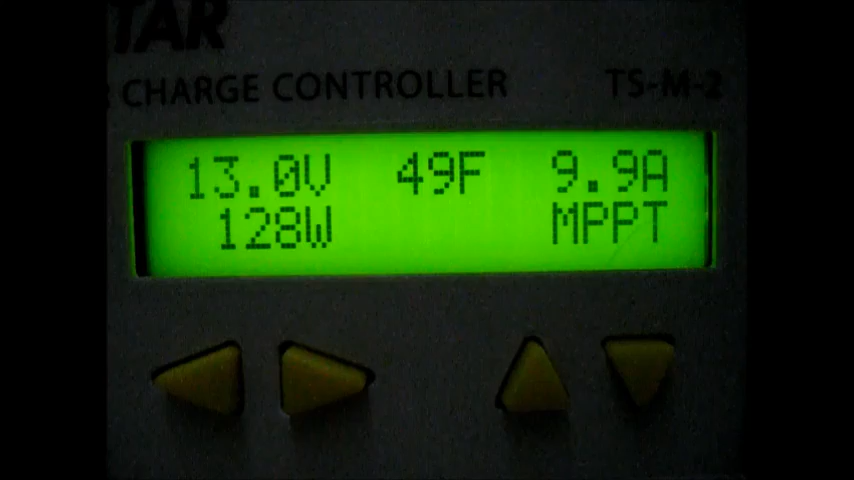 TAR
R CHARGE CONTROLLER TS-M-2
13.0V 49F 9.9A
128W MPPT